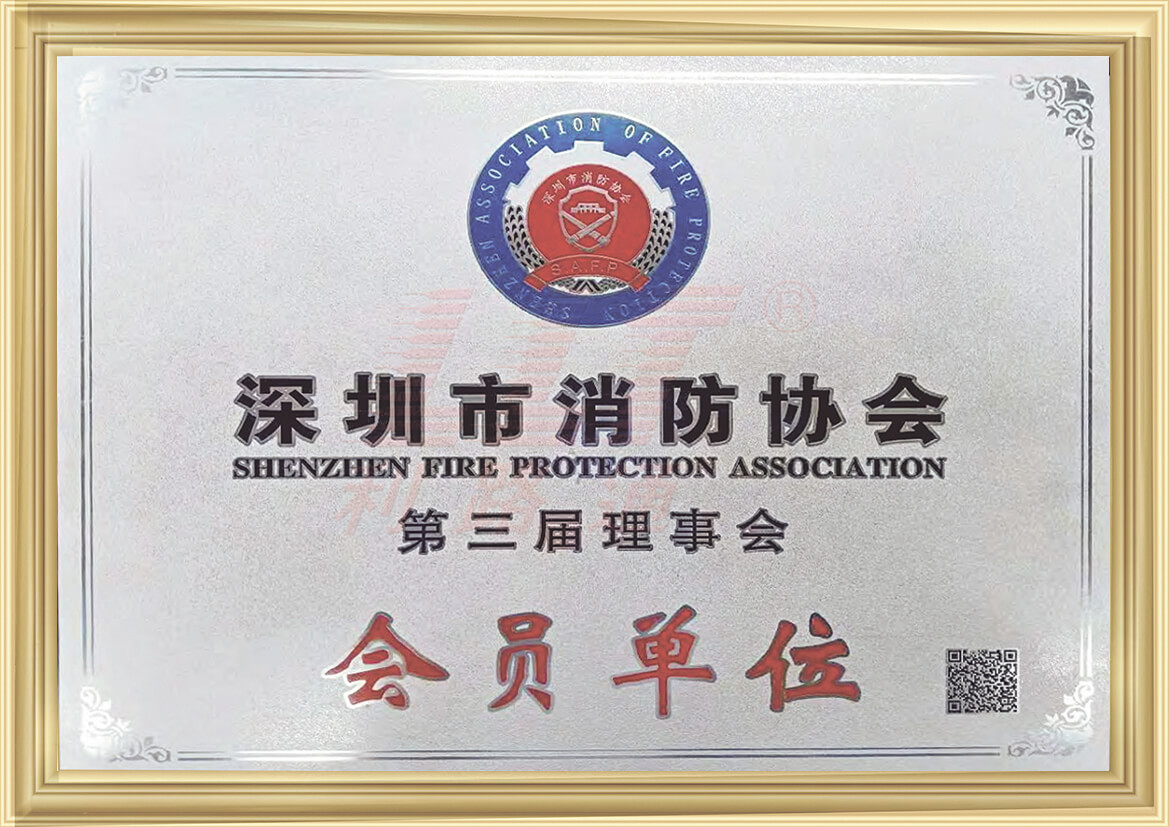 SHENZHEN ASSOCIATION OF FIRE PROTECTION
深圳市消防协会
S.A.F.P
®
深圳市消防协会
SHENZHEN FIRE PROTECTION ASSOCIATION
第三届理事会
会员单位